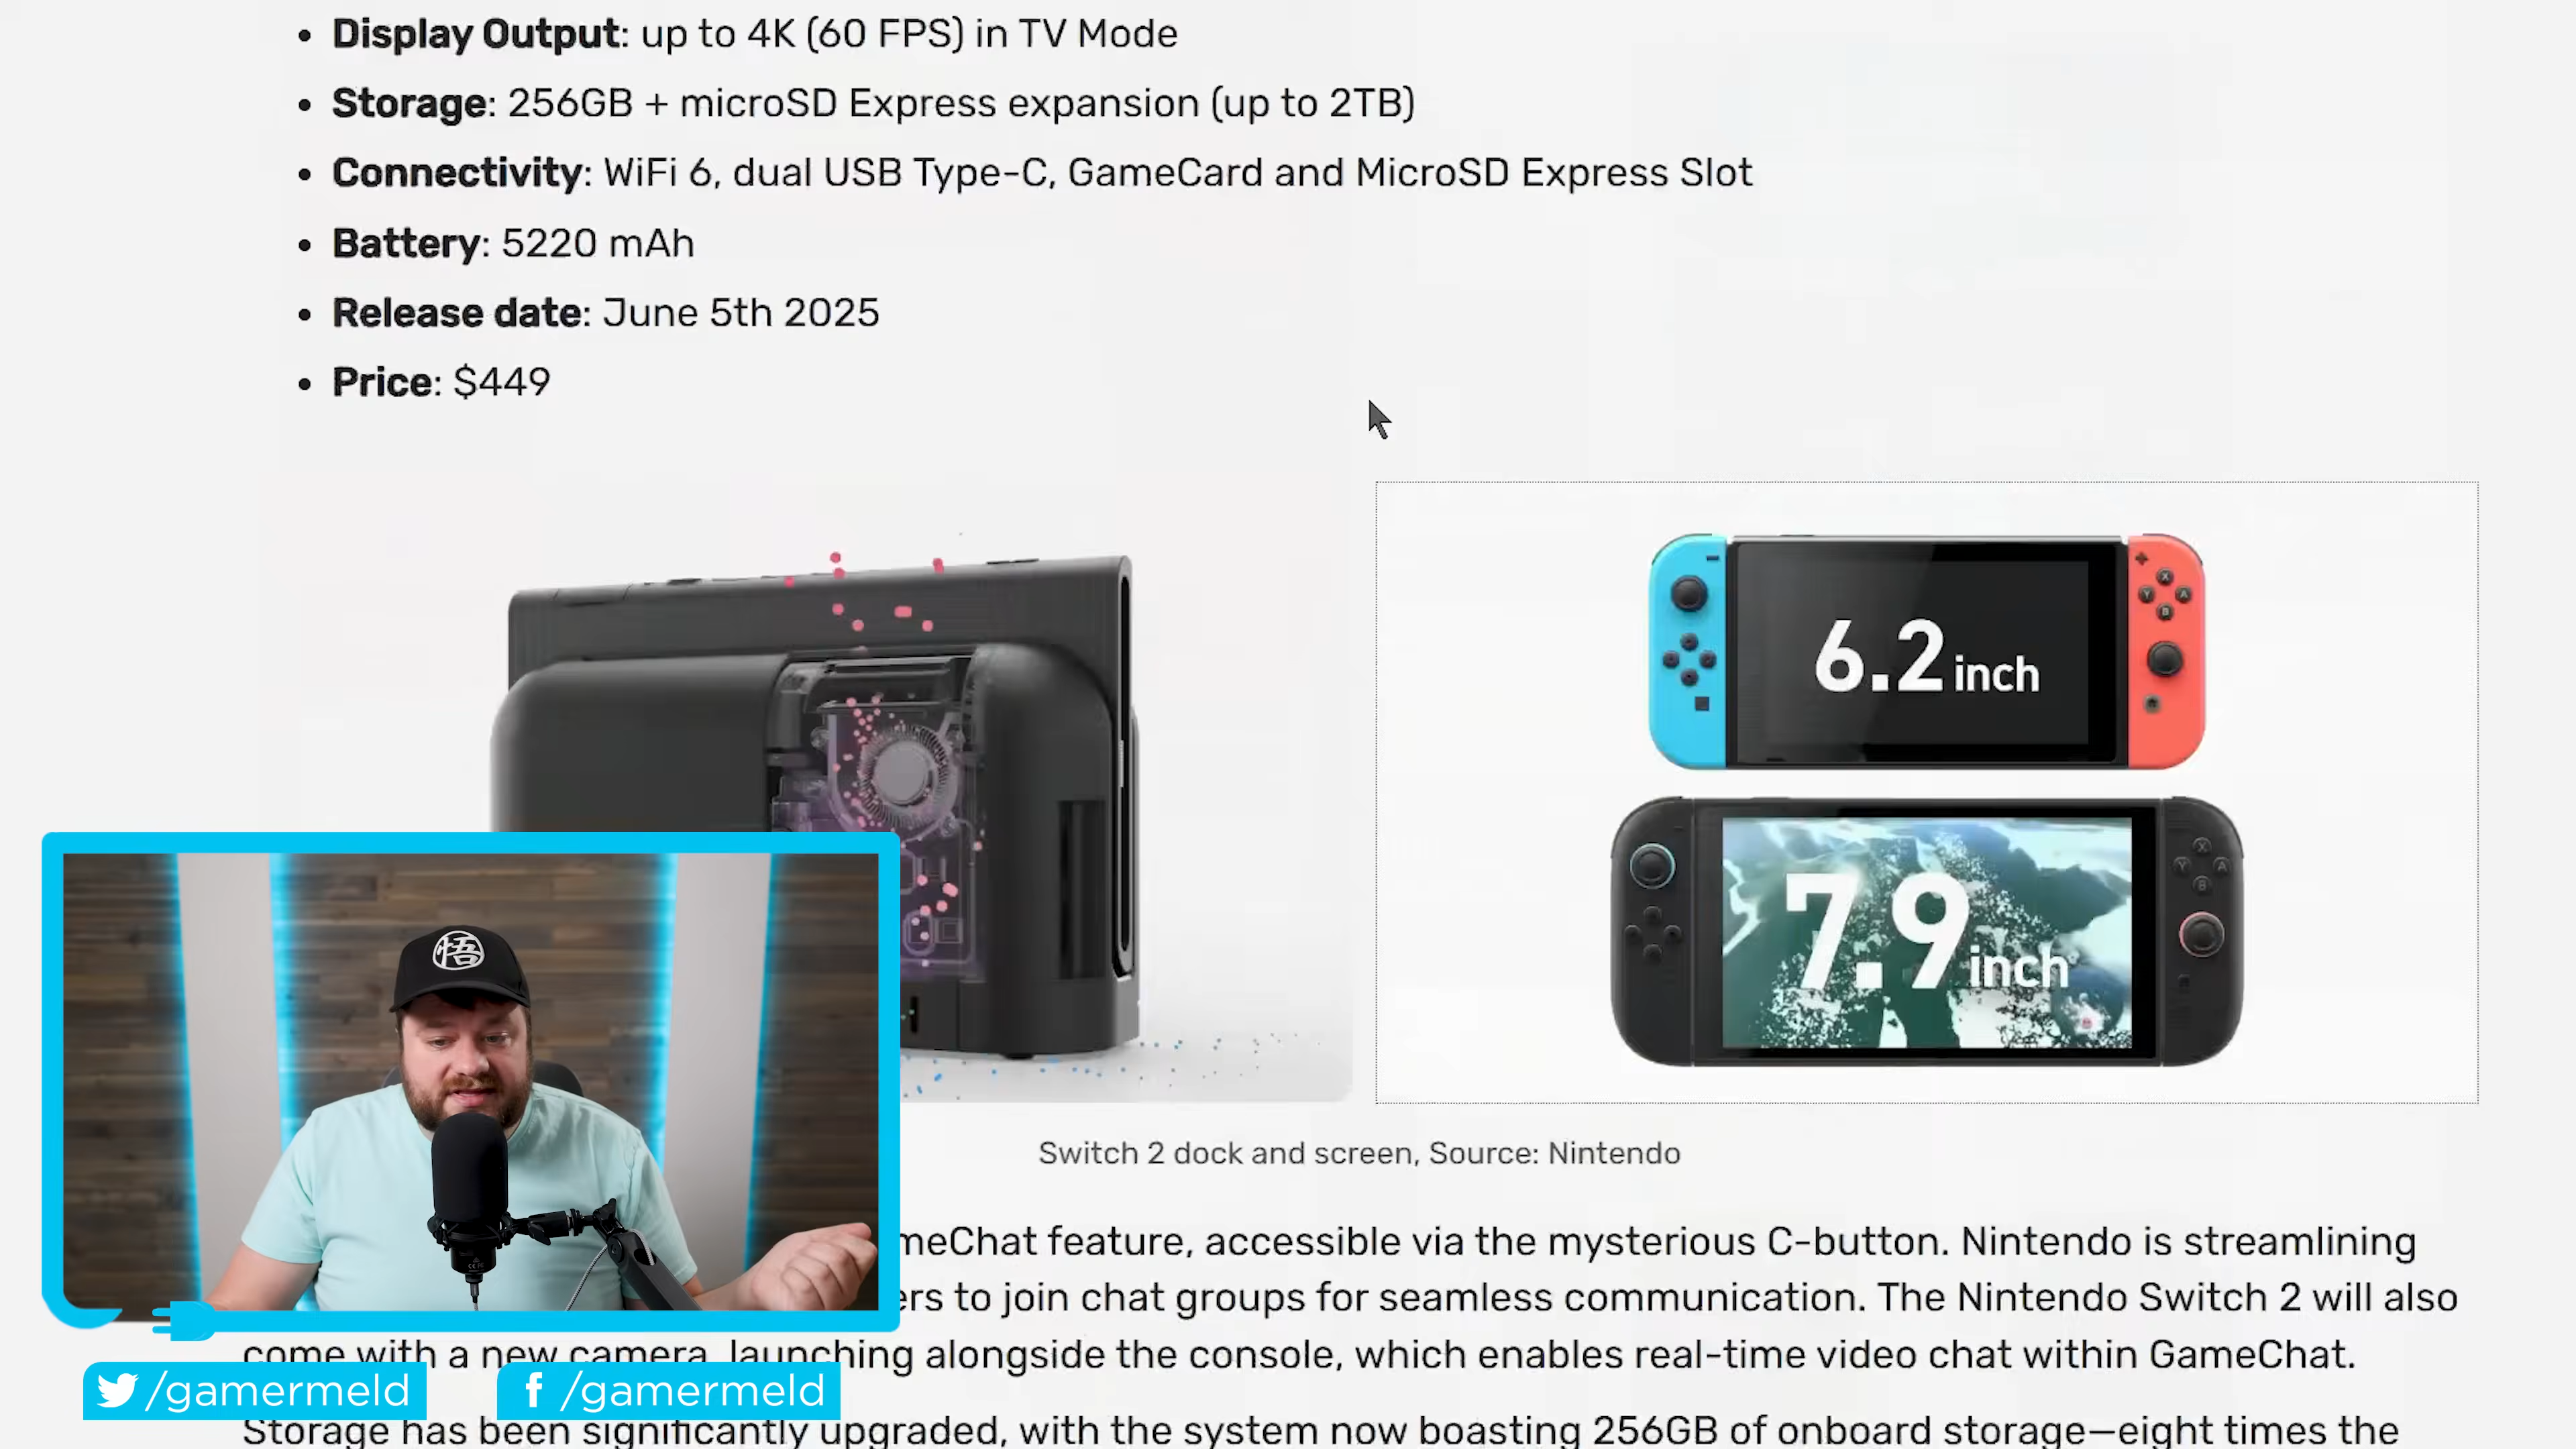 Display Output: up to 4K (60 FPS) in TV Mode
Storage: 256GB + microSD Express expansion (up to 2TB)
Connectivity: WiFi 6, dual USB Type-C, GameCard and MicroSD Express Slot
Battery: 5220 mAh
Release date: June 5th 2025
Price: $449
6.2 inch
7.9 inch
悟
Switch 2 dock and screen, Source: Nintendo
meChat feature, accessible via the mysterious C-button. Nintendo is streamlining
ers to join chat groups for seamless communication. The Nintendo Switch 2 will also
come with a new camera, launching alongside the console, which enables real-time video chat within GameChat.
/gamermeld
/gamermeld
Storage has been significantly upgraded, with the system now boasting 256GB of onboard storage—eight times the